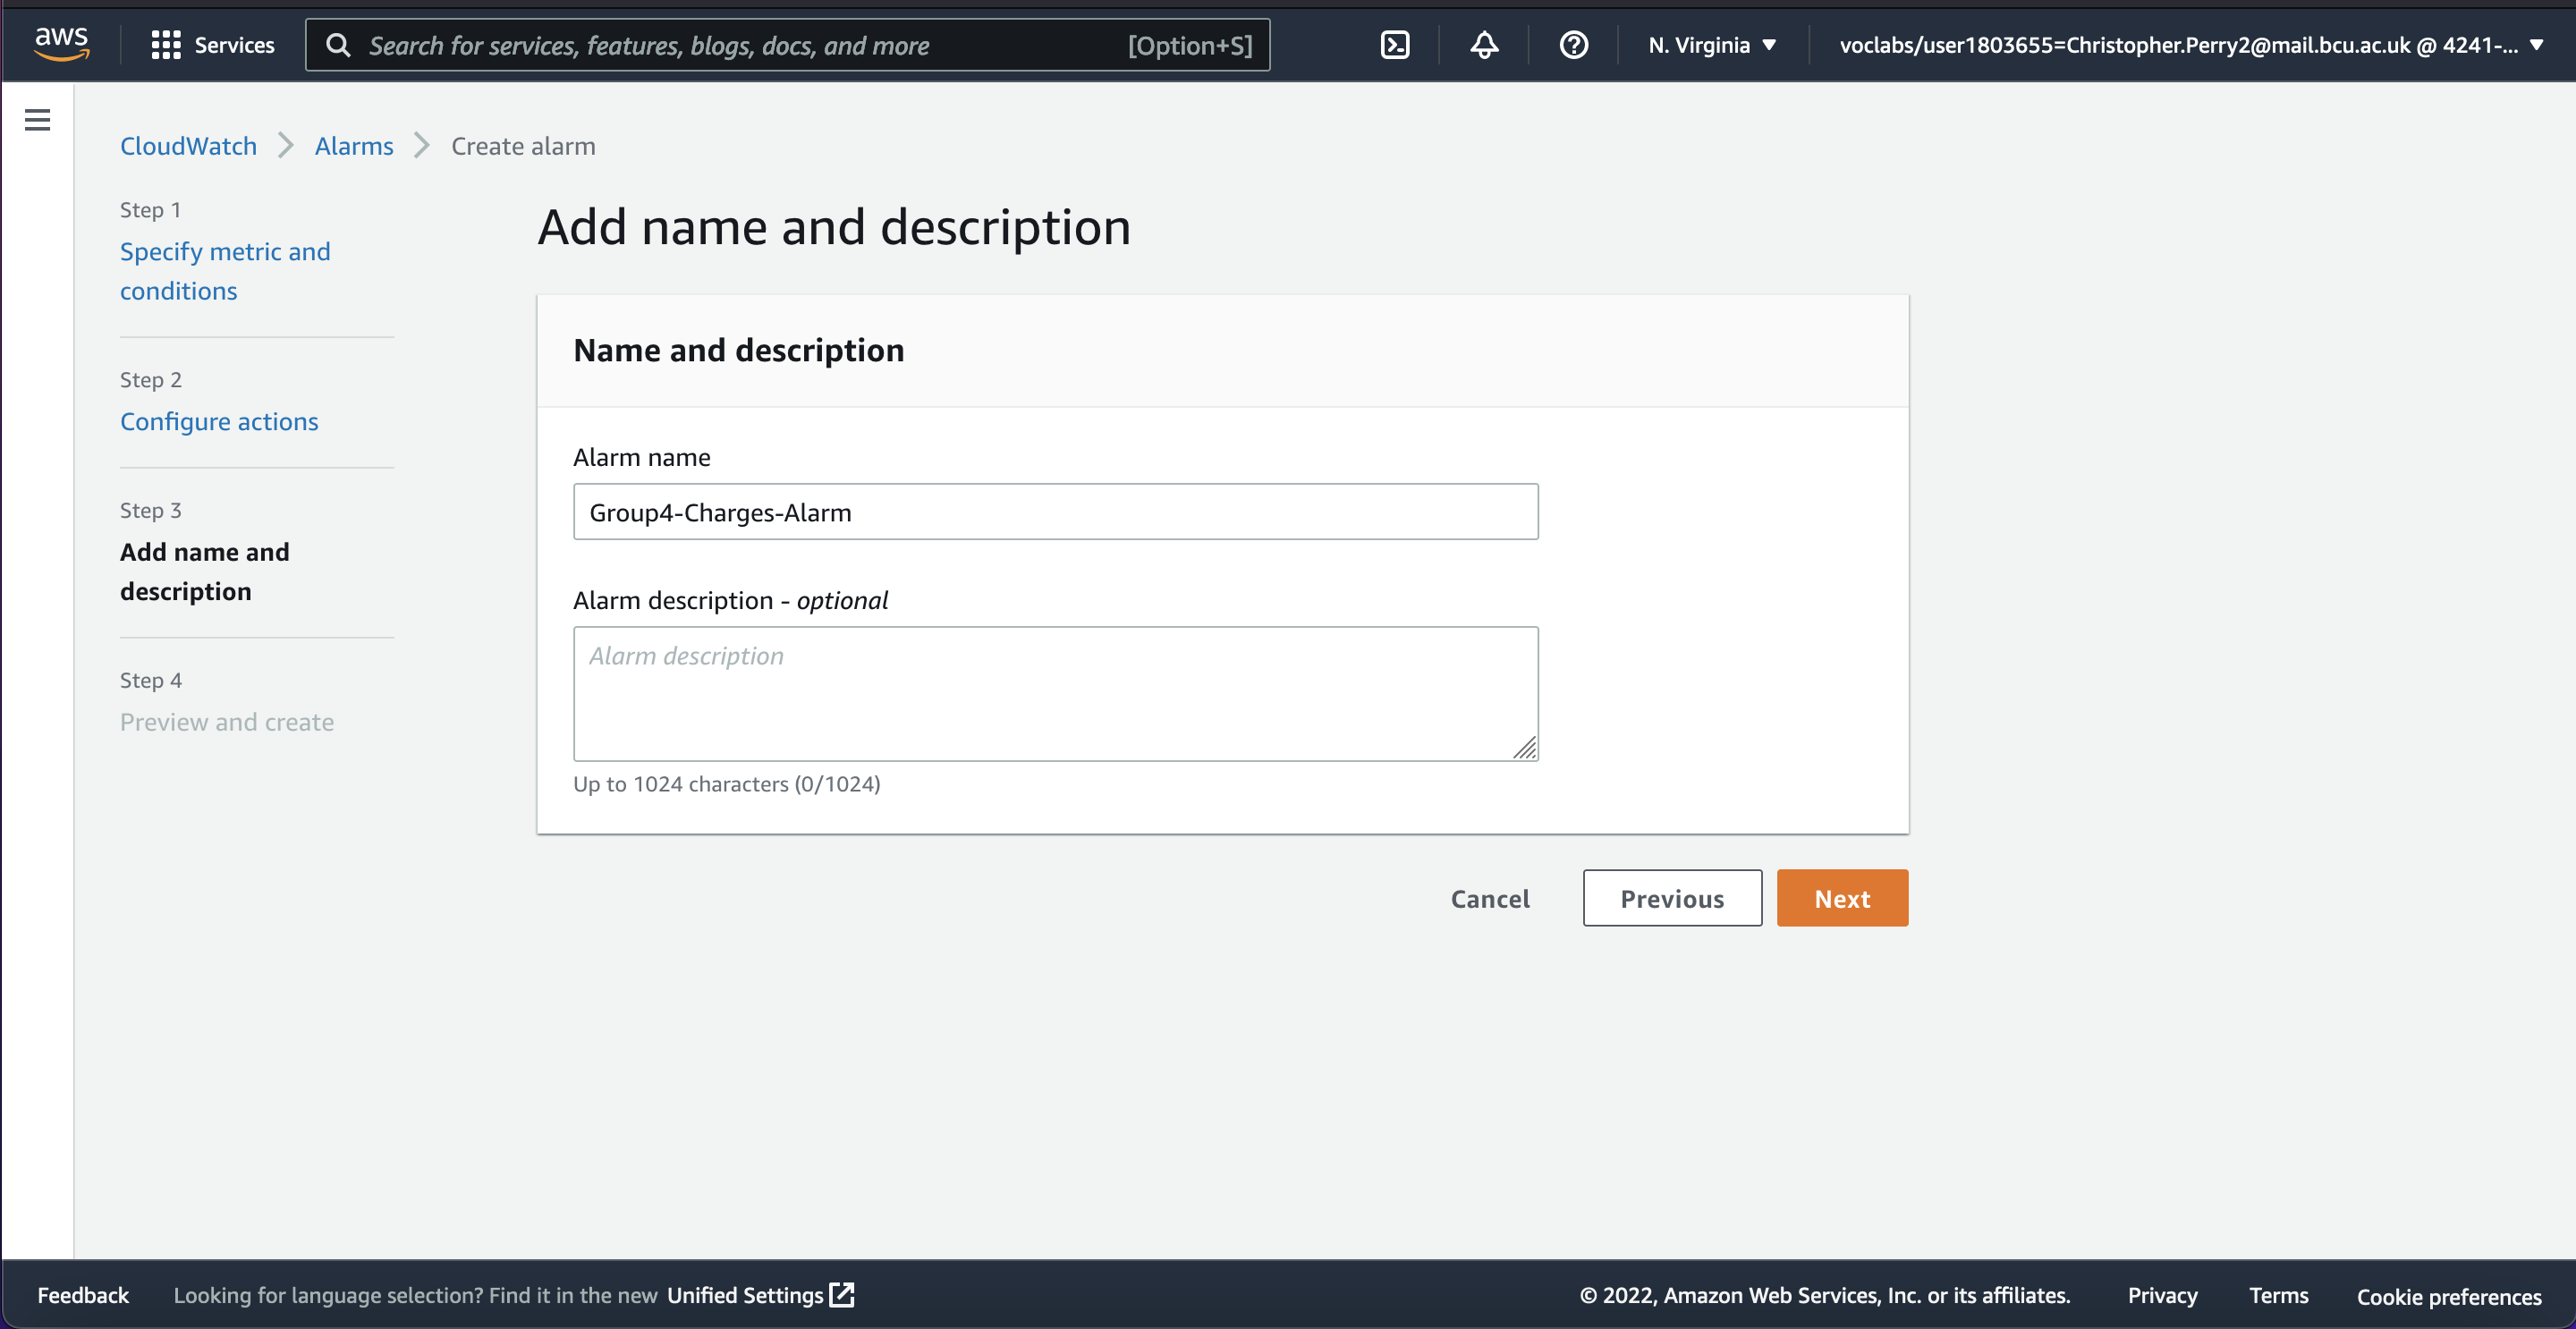 aws
Services
Search for services, features, blogs, docs, and more
[Option+S]
N. Virginia
voclabs/user1803655=Christopher.Perry2@mail.bcu.ac.uk @ 4241-...
CloudWatch
Alarms
Create alarm
Step 1
Specify metric and
conditions
Step 2
Configure actions
Step 3
Add name and
description
Step 4
Preview and create
Add name and description
Name and description
Alarm name
Group4-Charges-Alarm
Alarm description - optional
Alarm description
Up to 1024 characters (0/1024)
Cancel
Previous
Next
Feedback
Looking for language selection? Find it in the new Unified Settings
© 2022, Amazon Web Services, Inc. or its affiliates.
Privacy
Terms
Cookie preferences